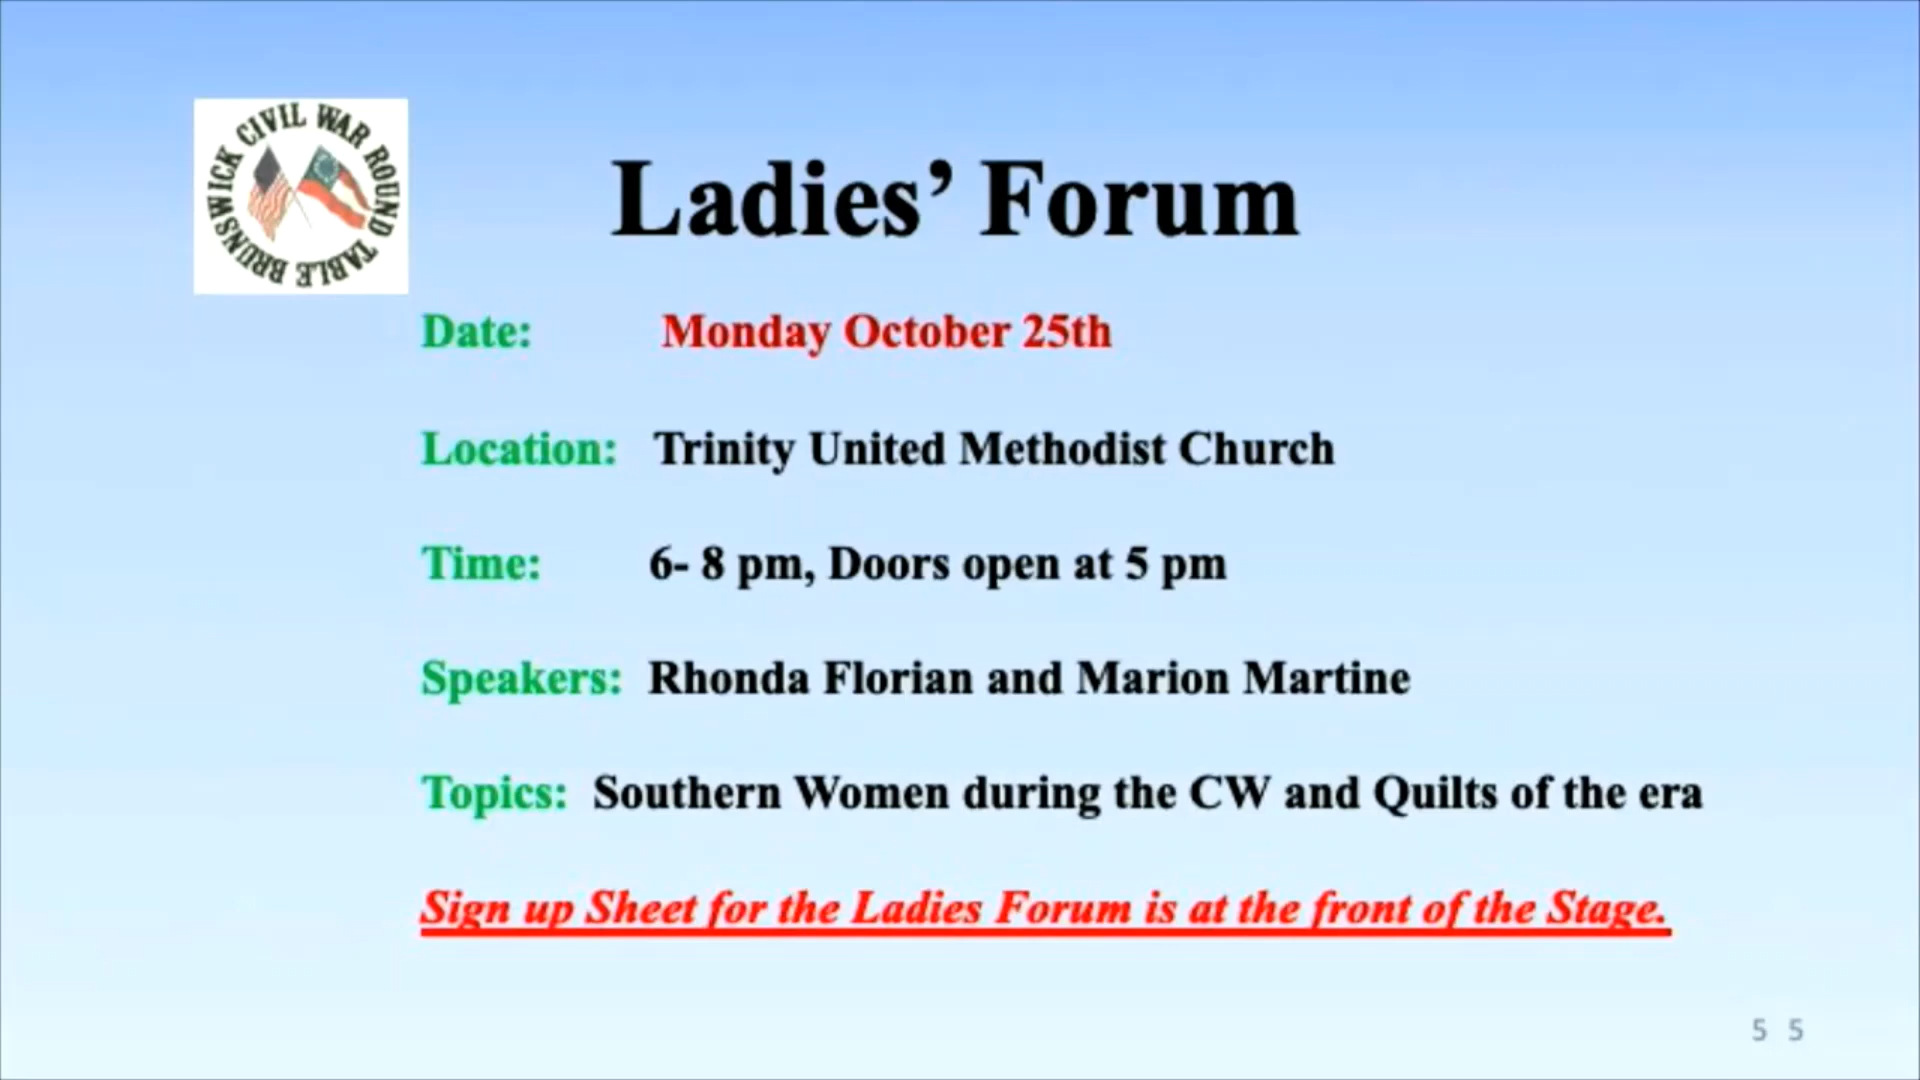 BRUNSWICK CIVIL WAR ROUND TABLE
Ladies’ Forum
Date: Monday October 25th
Location: Trinity United Methodist Church
Time: 6- 8 pm, Doors open at 5 pm
Speakers: Rhonda Florian and Marion Martine
Topics: Southern Women during the CW and Quilts of the era
Sign up Sheet for the Ladies Forum is at the front of the Stage.
5 5